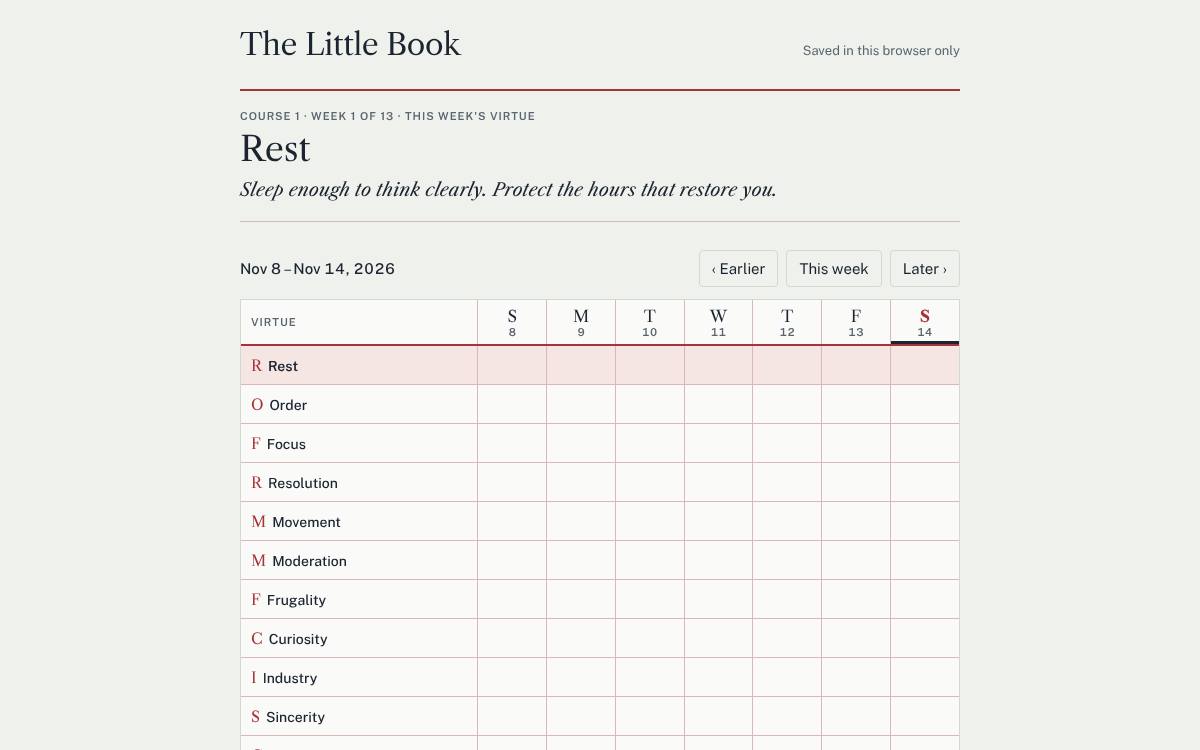 The Little Book
Saved in this browser only
COURSE 1 · WEEK 1 OF 13 · THIS WEEK'S VIRTUE
Rest
Sleep enough to think clearly. Protect the hours that restore you.
Nov 8 – Nov 14, 2026
‹ Earlier
This week
Later ›
VIRTUE
S 8
M 9
T 10
W 11
T 12
F 13
S 14
R Rest
O Order
F Focus
R Resolution
M Movement
M Moderation
F Frugality
C Curiosity
I Industry
S Sincerity